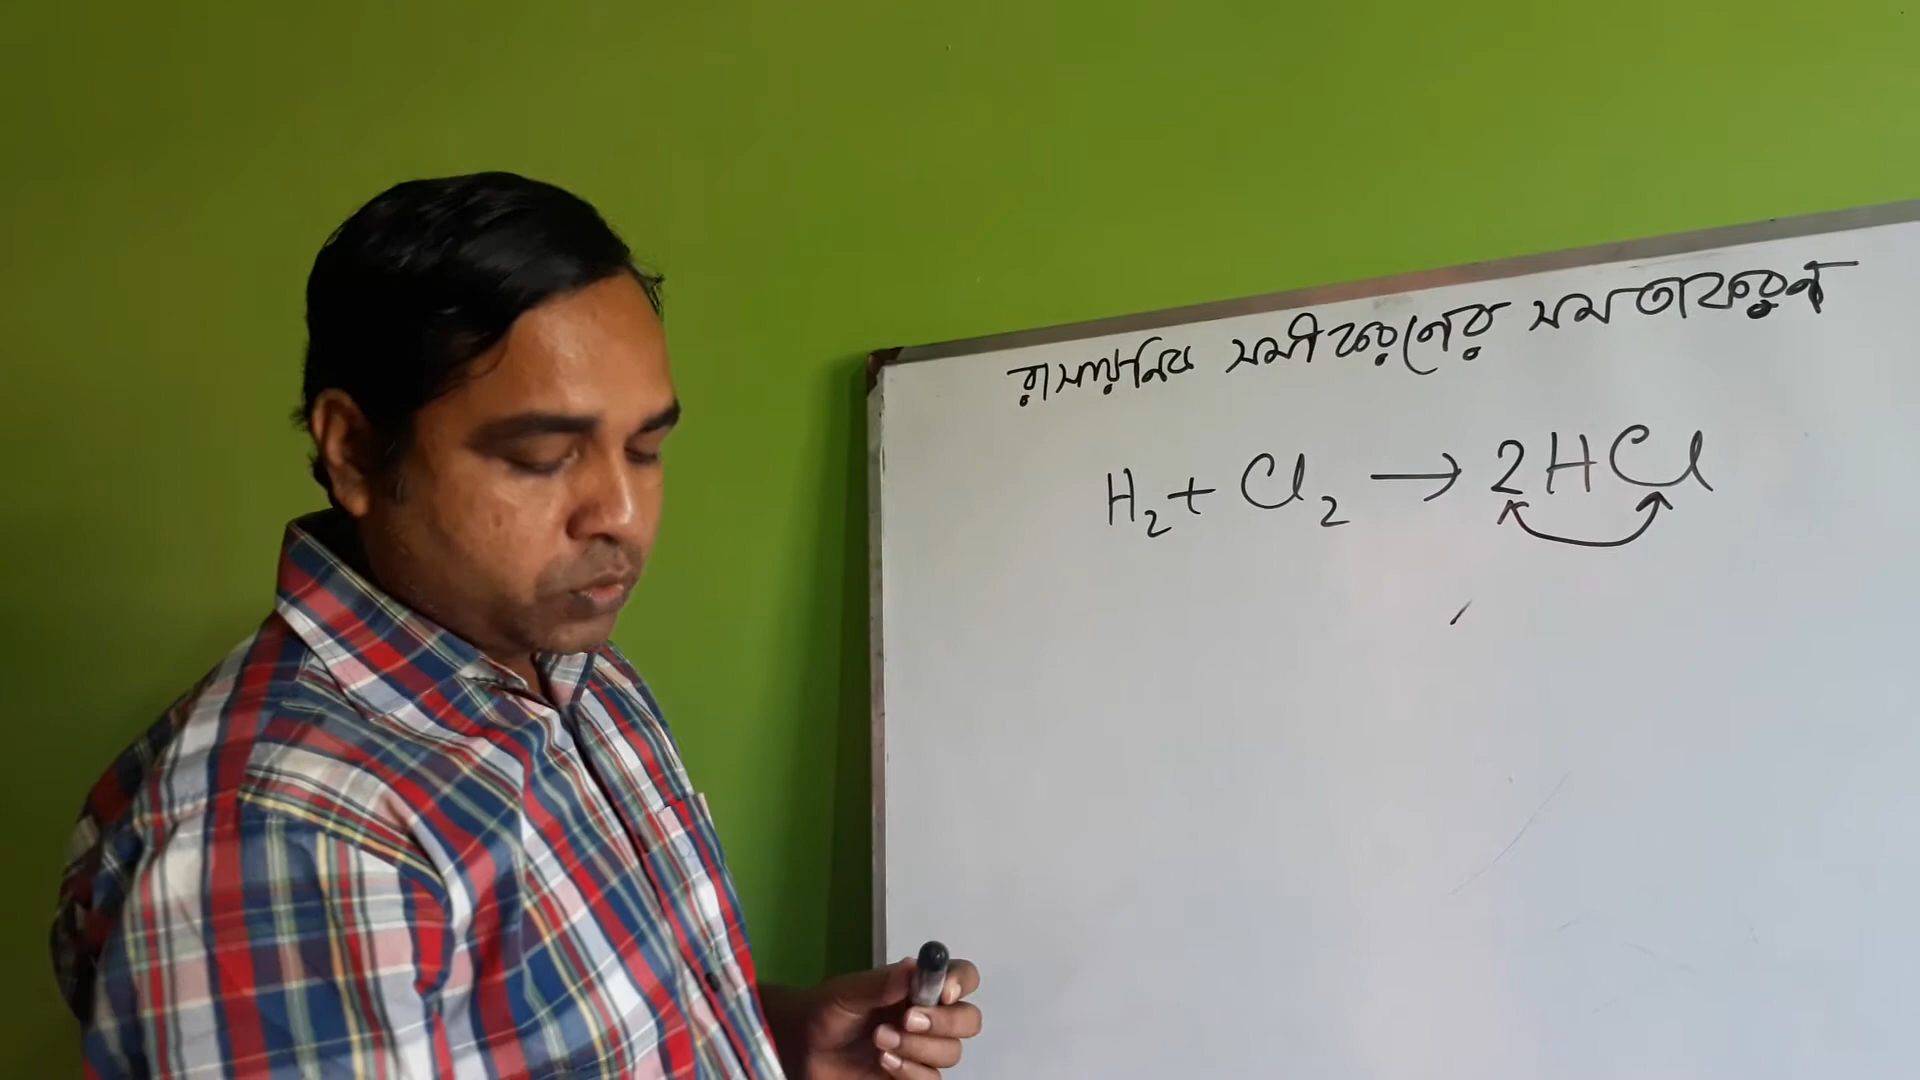 রাসায়নিক সমীকরণের সমতাকরণ
H₂ + Cl₂ → 2HCl